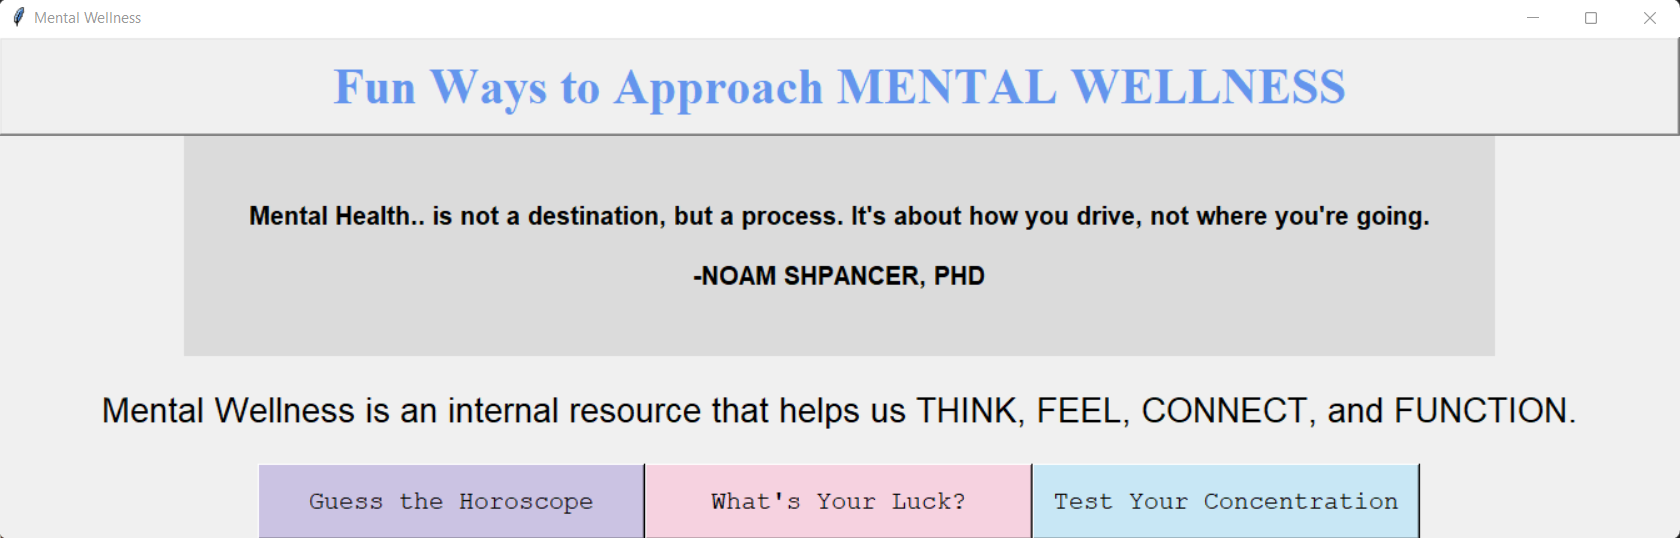 Mental Wellness
Fun Ways to Approach MENTAL WELLNESS
Mental Health.. is not a destination, but a process. It's about how you drive, not where you're going.
-NOAM SHPANCER, PHD
Mental Wellness is an internal resource that helps us THINK, FEEL, CONNECT, and FUNCTION.
Guess the Horoscope What's Your Luck? Test Your Concentration